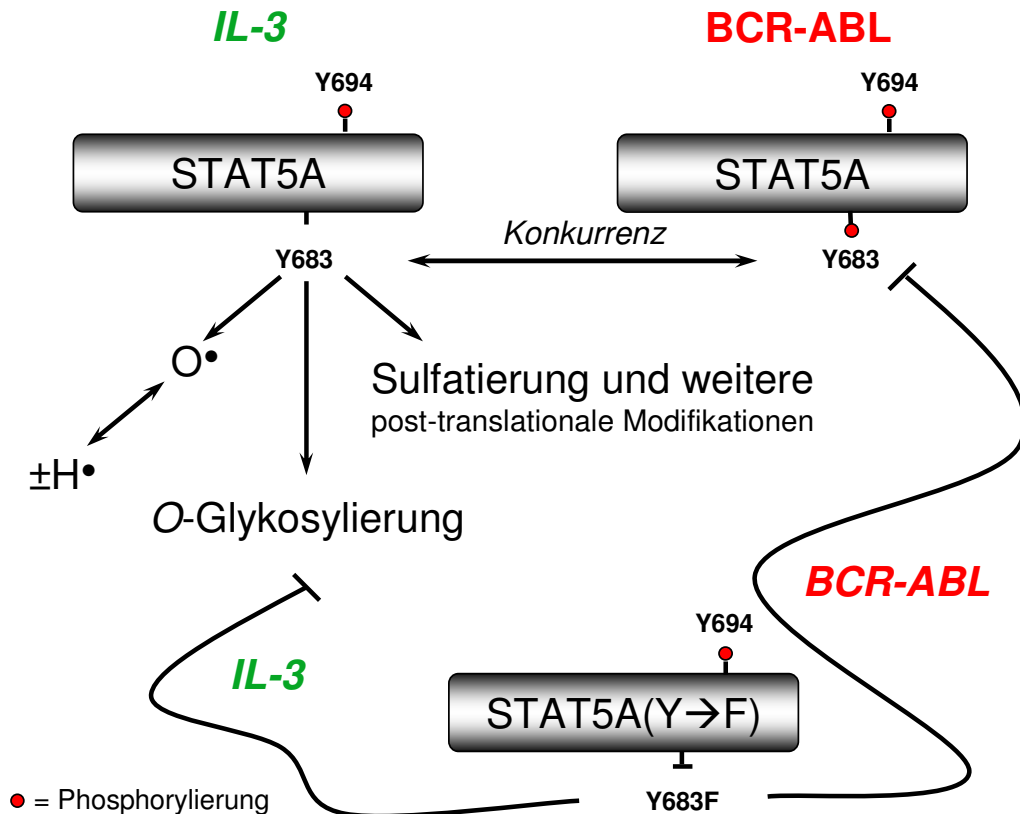 IL-3
BCR-ABL
Y694
Y694
STAT5A
STAT5A
Konkurrenz
Y683
Y683
O•
Sulfatierung und weitere
post-translationale Modifikationen
±H•
O-Glykosylierung
BCR-ABL
Y694
IL-3
STAT5A(Y→F)
= Phosphorylierung
Y683F